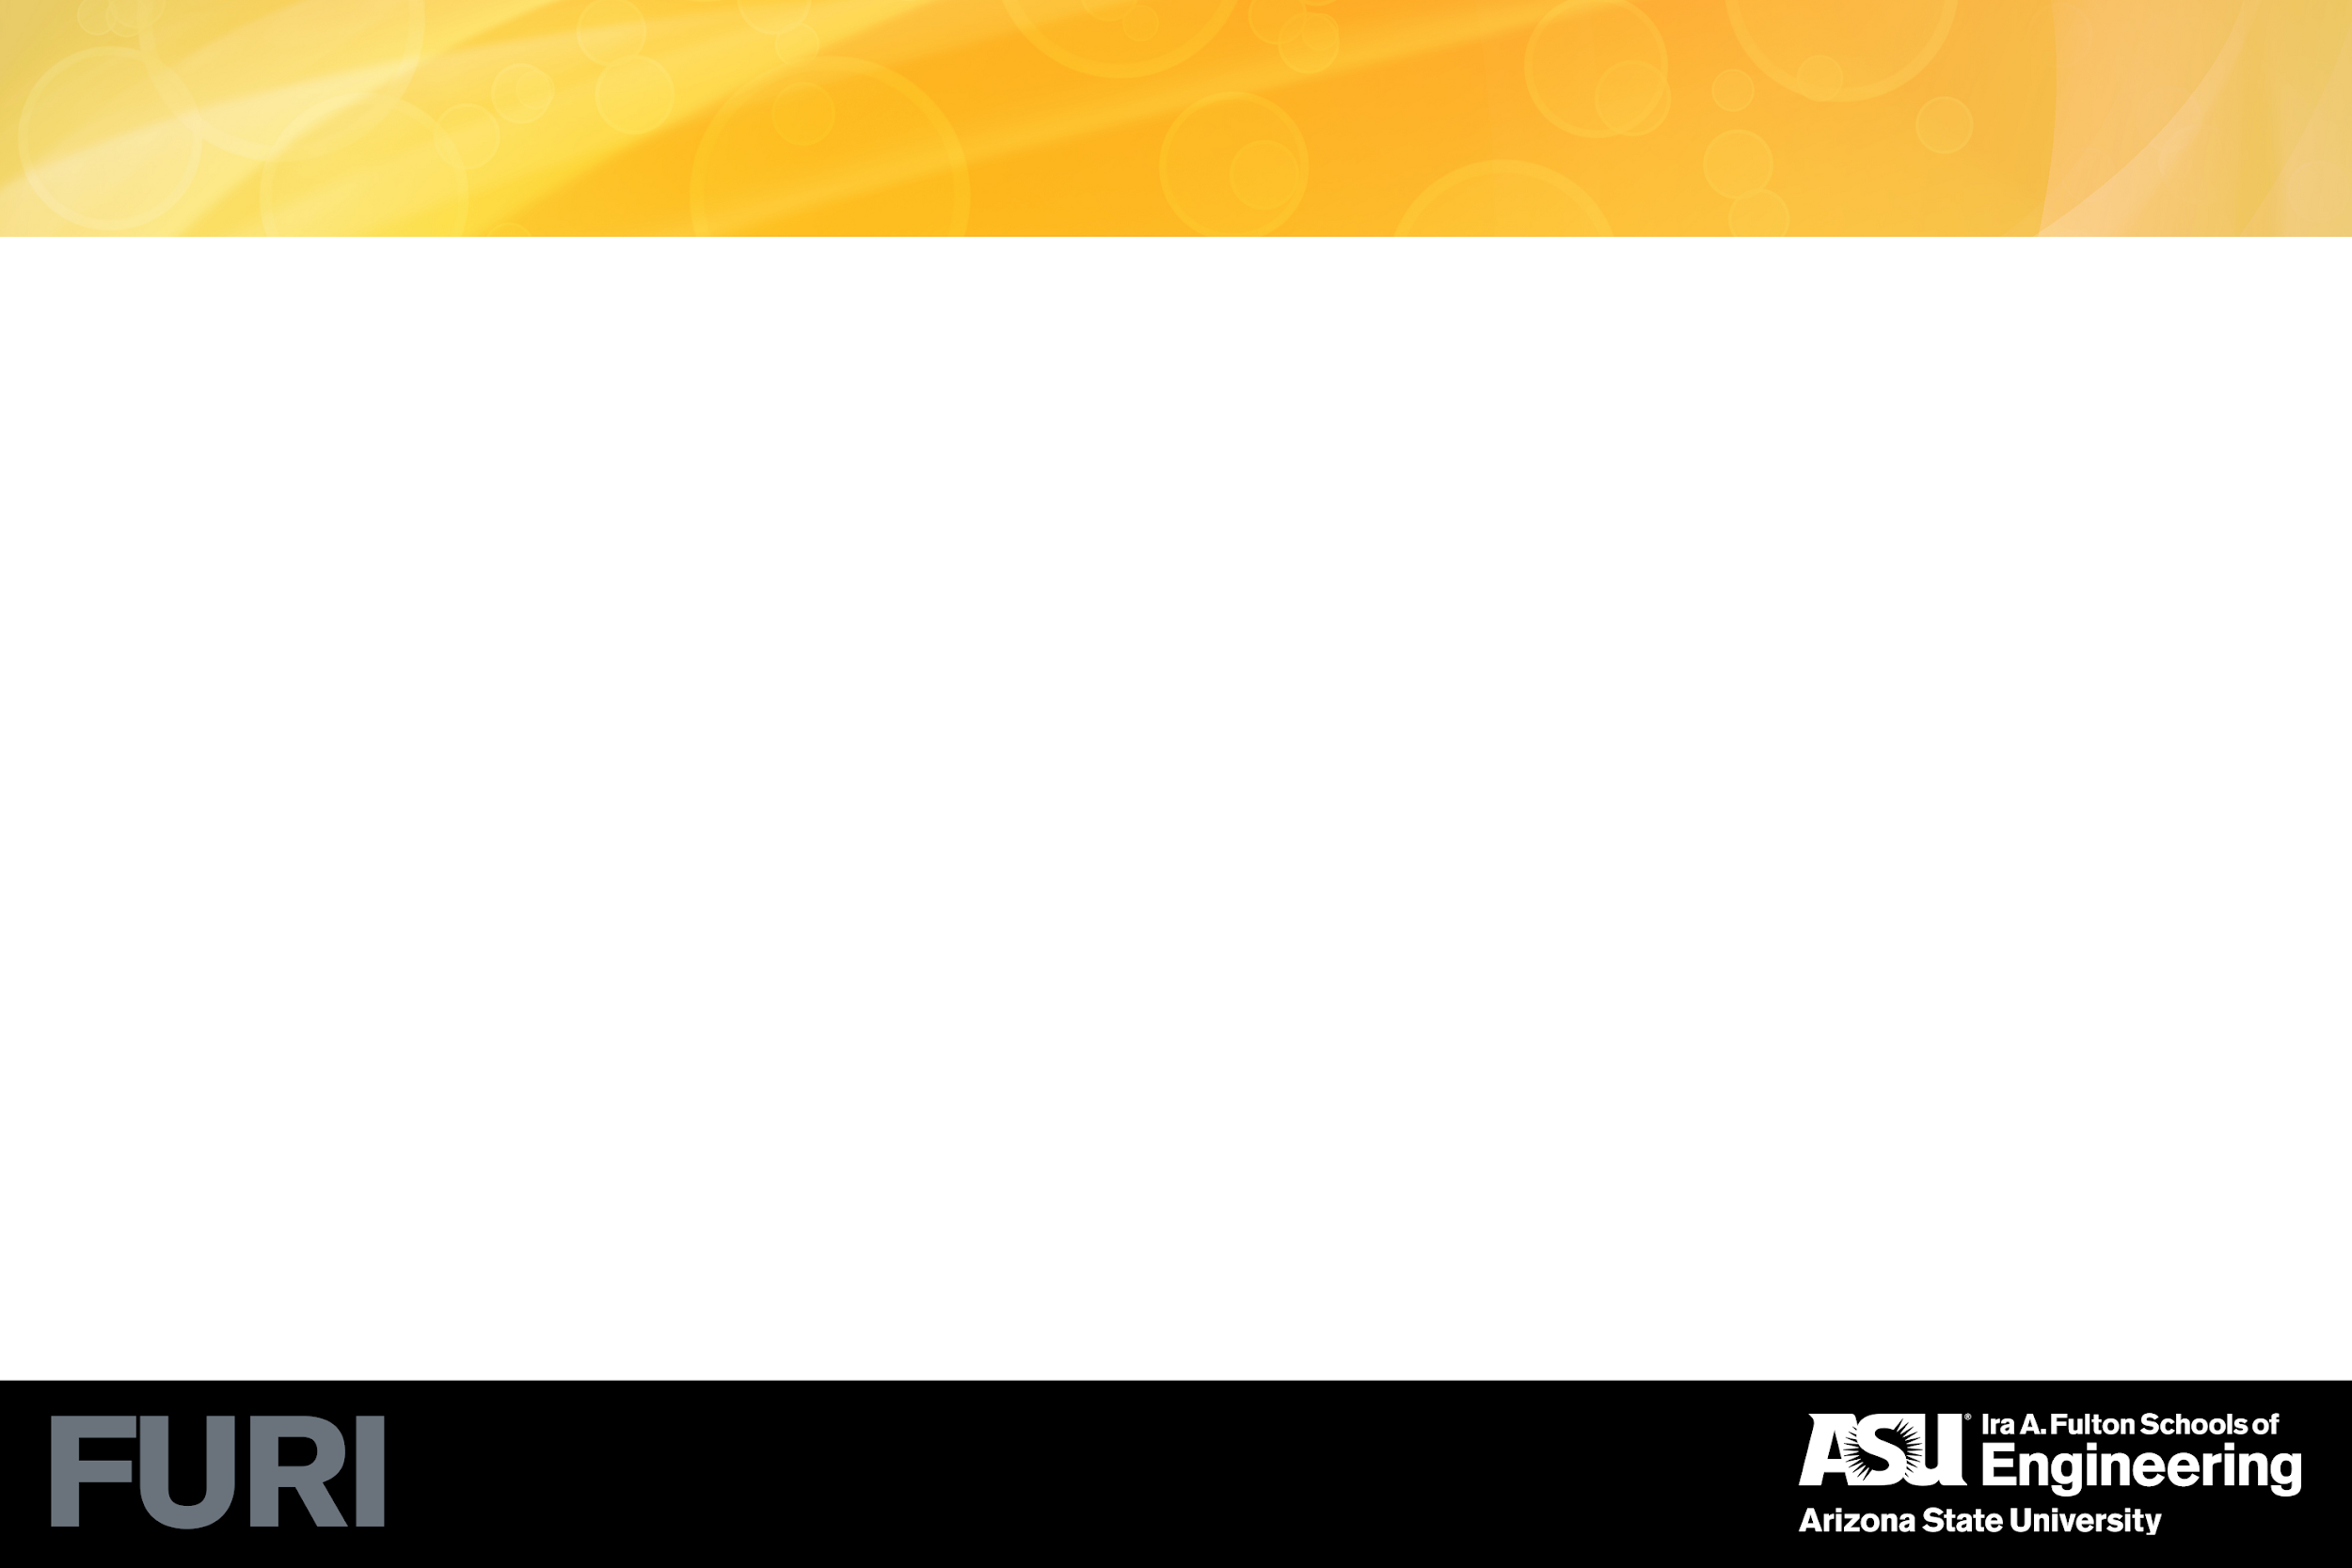 FURI
ASU® Ira A. Fulton Schools of
Engineering
Arizona State University